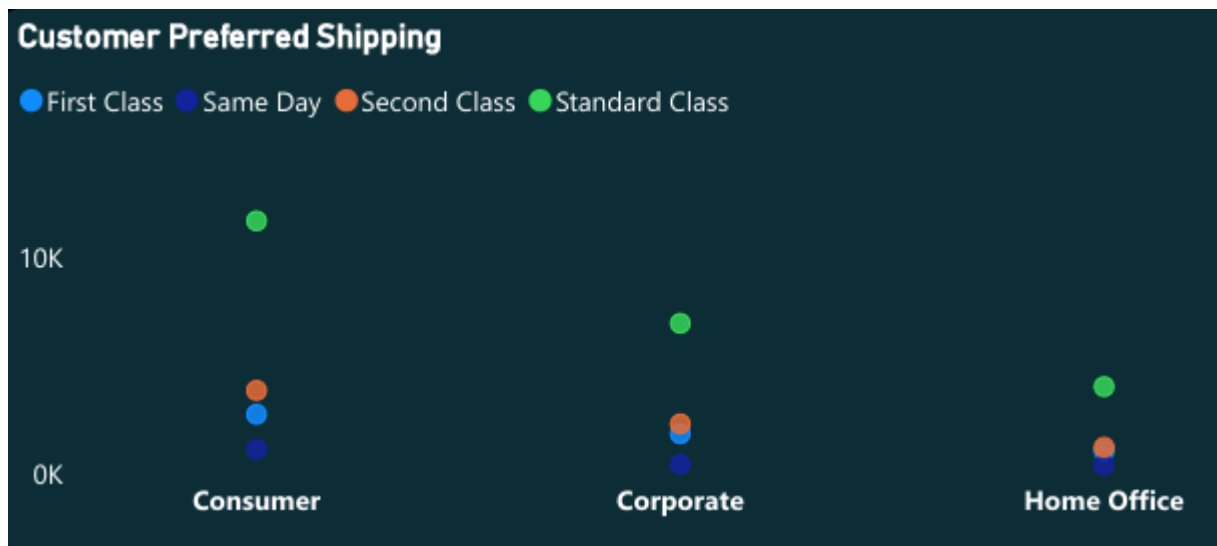 Customer Preferred Shipping
First Class Same Day Second Class Standard Class
10K
0K
Consumer Corporate Home Office